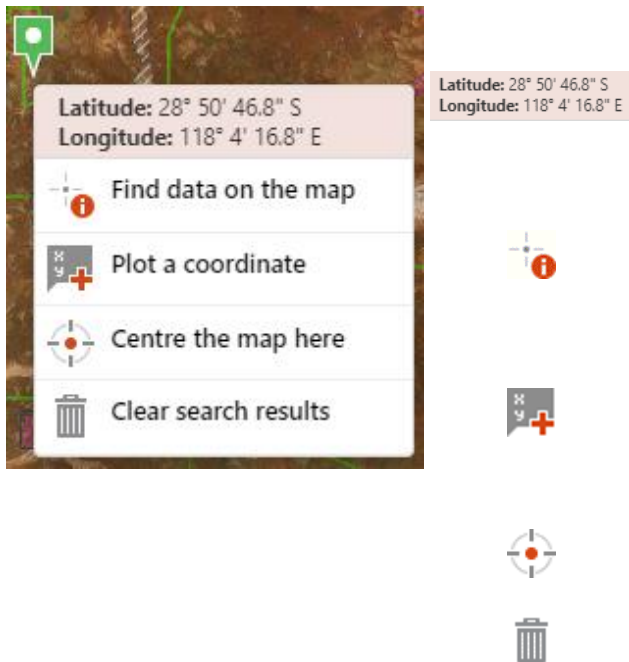 Latitude: 28° 50' 46.8" S
Longitude: 118° 4' 16.8" E
Find data on the map
x
y
Plot a coordinate
Centre the map here
Clear search results
Latitude: 28° 50' 46.8" S
Longitude: 118° 4' 16.8" E
x
y